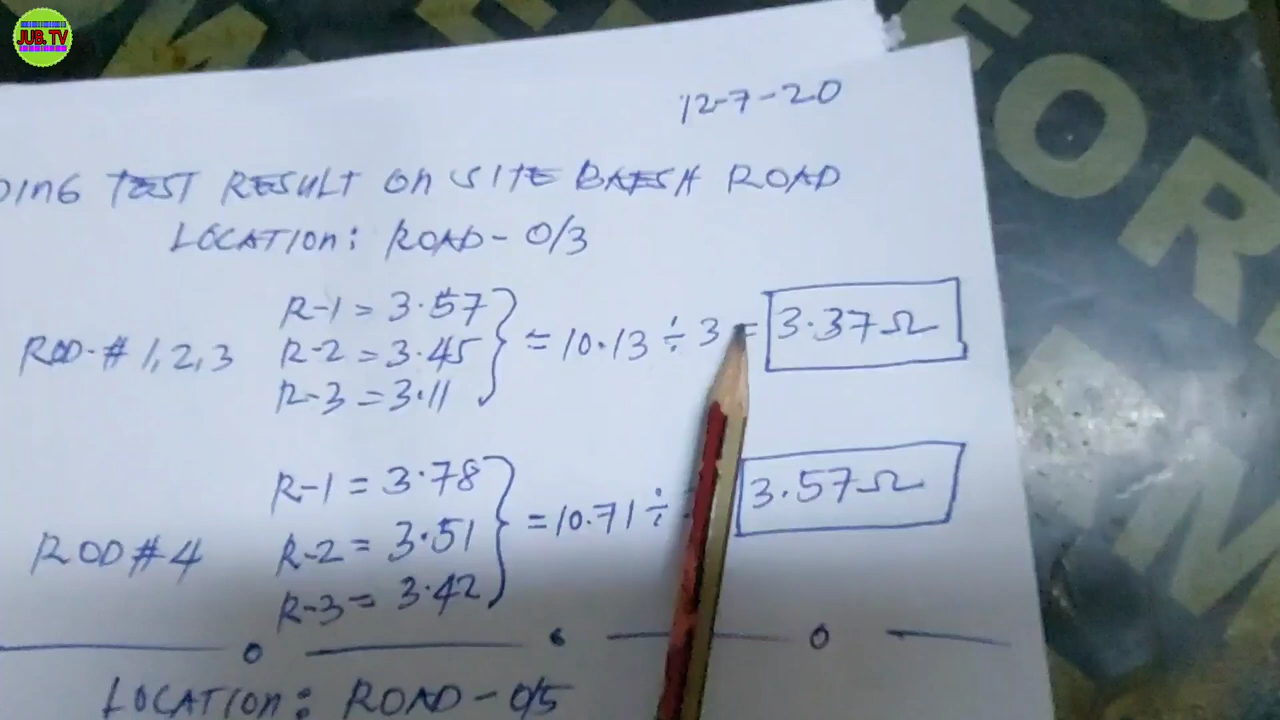 JUB.TV
12-7-20
DING TEST RESULT ON SITE BAESH ROAD
LOCATION: ROAD-0/3
ROD-# 1,2,3
R-1 = 3.57
R-2 = 3.45
R-3 = 3.11
= 10.13 ÷ 3 = 3.37Ω
ROD #4
R-1 = 3.78
R-2 = 3.51
R-3 = 3.42
= 10.71 ÷ 3.57Ω
LOCATION: ROAD-0/5